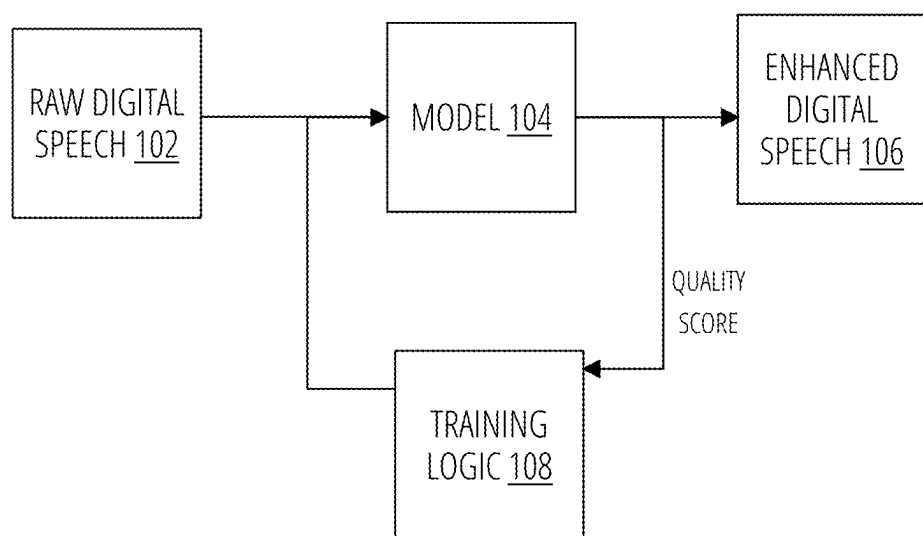 RAW DIGITAL
SPEECH 102
MODEL 104
ENHANCED
DIGITAL
SPEECH 106
QUALITY
SCORE
TRAINING
LOGIC 108